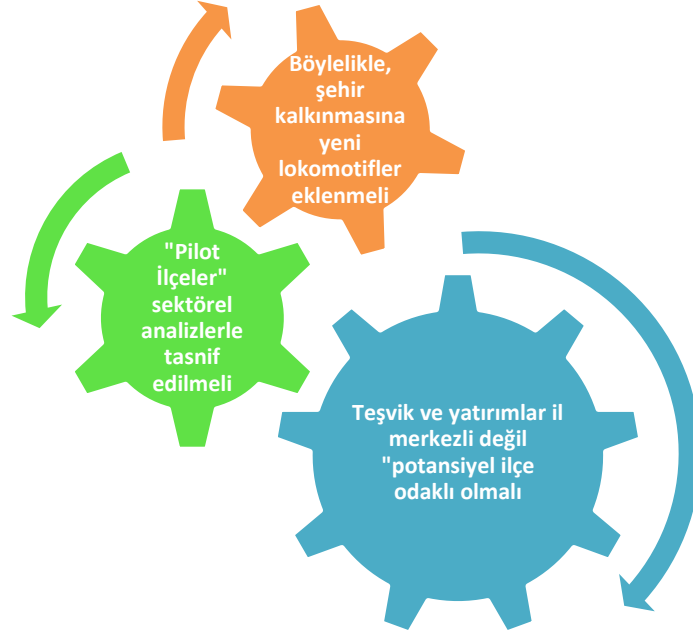 Böylelikle,
şehir
kalkınmasına
yeni
lokomotifler
eklenmeli
"Pilot
İlçeler"
sektörel
analizlerle
tasnif
edilmeli
Teşvik ve yatırımlar il
merkezli değil
"potansiyel ilçe
odaklı olmalı